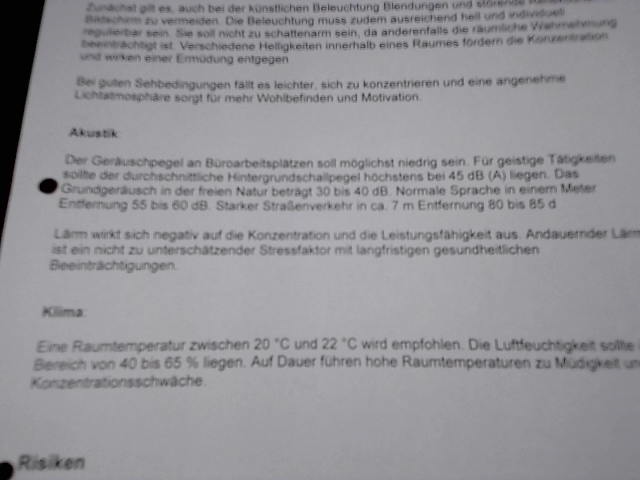 Zunächst gilt es, auch bei der künstlichen Beleuchtung Blendungen und störende
Bildschirm zu vermeiden. Die Beleuchtung muss zudem ausreichend hell und individuell
regulierbar sein. Sie soll nicht zu schattenarm sein, da anderenfalls die räumliche Wahrnehmung
beeinträchtigt ist. Verschiedene Helligkeiten innerhalb eines Raumes fördern die Konzentration
und wirken einer Ermüdung entgegen
Bei guten Sehbedingungen fällt es leichter, sich zu konzentrieren und eine angenehme
Lichtatmosphäre sorgt für mehr Wohlbefinden und Motivation.
Akustik:
Der Geräuschpegel an Büroarbeitsplätzen soll möglichst niedrig sein. Für geistige Tätigkeiten
sollte der durchschnittliche Hintergrundschallpegel höchstens bei 45 dB (A) liegen. Das
Grundgeräusch in der freien Natur beträgt 30 bis 40 dB. Normale Sprache in einem Meter
Entfernung 55 bis 60 dB. Starker Straßenverkehr in ca. 7 m Entfernung 80 bis 85 d
Lärm wirkt sich negativ auf die Konzentration und die Leistungsfähigkeit aus. Andauernder Lärm
ist ein nicht zu unterschätzender Stressfaktor mit langfristigen gesundheitlichen
Beeinträchtigungen.
Klima:
Eine Raumtemperatur zwischen 20 °C und 22 °C wird empfohlen. Die Luftfeuchtigkeit sollte
Bereich von 40 bis 65 % liegen. Auf Dauer führen hohe Raumtemperaturen zu Müdigkeit un
Konzentrationsschwäche.
Risiken